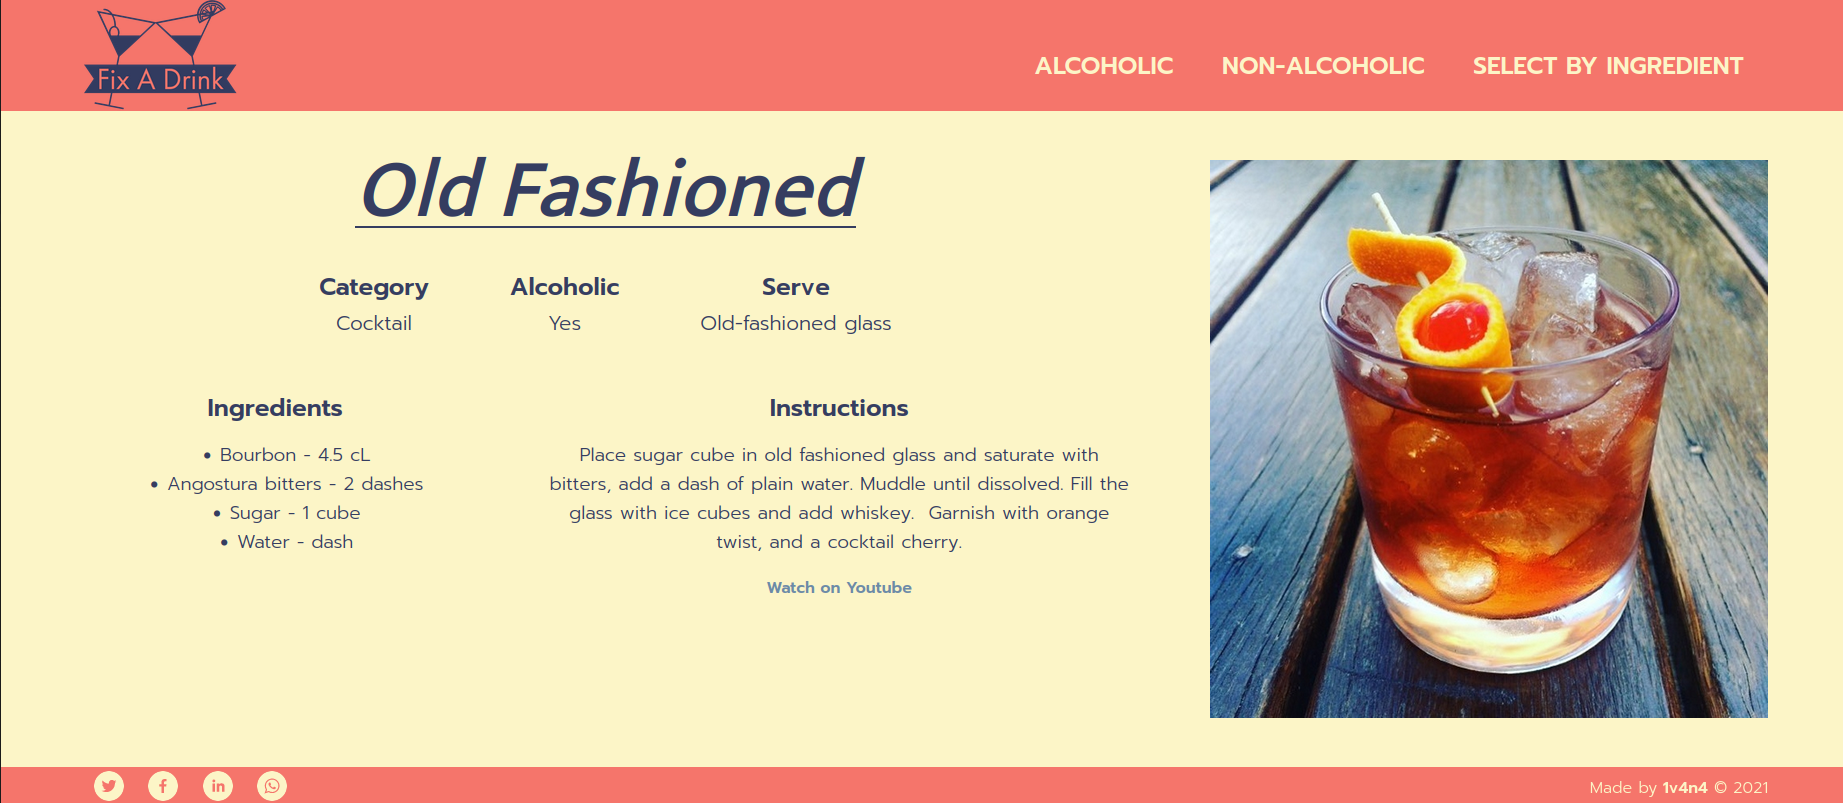 Fix A Drink
ALCOHOLIC NON-ALCOHOLIC SELECT BY INGREDIENT
Old Fashioned
Category Alcoholic Serve
Cocktail Yes Old-fashioned glass
Ingredients
• Bourbon - 4.5 cL
• Angostura bitters - 2 dashes
• Sugar - 1 cube
• Water - dash
Instructions
Place sugar cube in old fashioned glass and saturate with
bitters, add a dash of plain water. Muddle until dissolved. Fill the
glass with ice cubes and add whiskey.  Garnish with orange
twist, and a cocktail cherry.
Watch on Youtube
Made by 1v4n4 © 2021